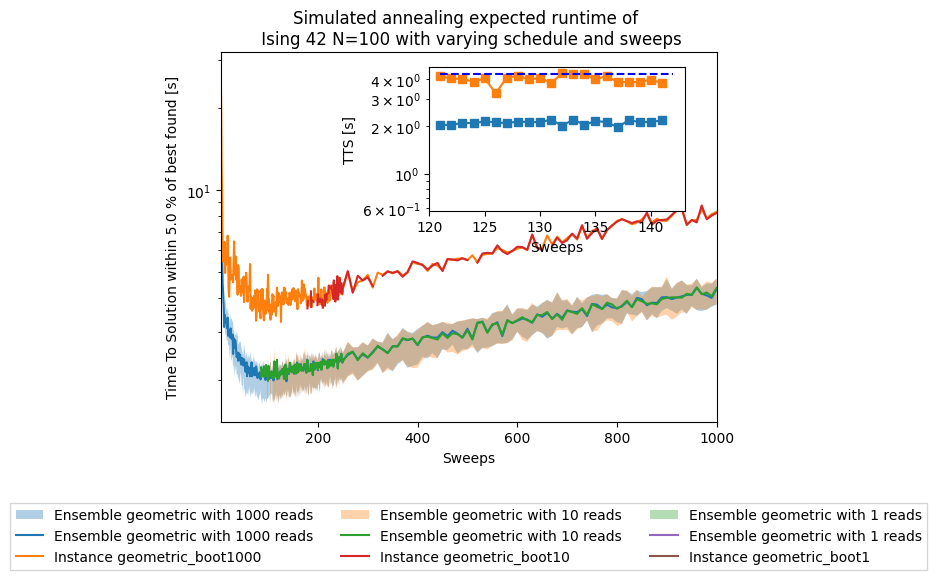 Simulated annealing expected runtime of
Ising 42 N=100 with varying schedule and sweeps
Time To Solution within 5.0 % of best found [s]
10^1
TTS [s]
4 × 10^0
3 × 10^0
2 × 10^0
10^0
6 × 10^-1
120 125 130 135 140
Sweeps
200 400 600 800 1000
Sweeps
Ensemble geometric with 1000 reads
Ensemble geometric with 1000 reads
Instance geometric_boot1000
Ensemble geometric with 10 reads
Ensemble geometric with 10 reads
Instance geometric_boot10
Ensemble geometric with 1 reads
Ensemble geometric with 1 reads
Instance geometric_boot1